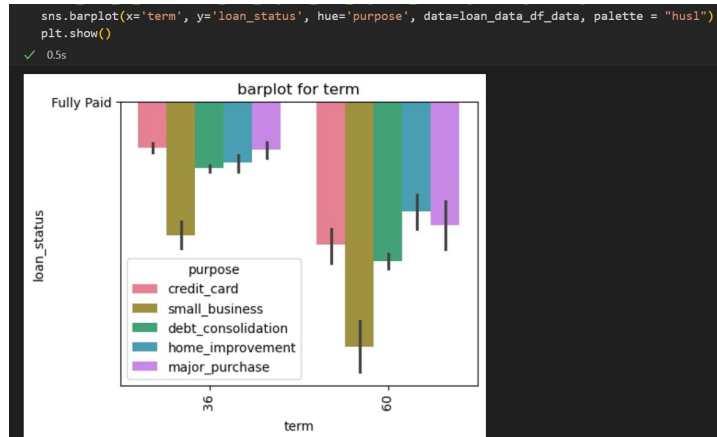 sns.barplot(x='term', y='loan_status', hue='purpose', data=loan_data_df_data, palette = "husl")
plt.show()
✓ 0.5s
barplot for term
Fully Paid
loan_status
purpose
credit_card
small_business
debt_consolidation
home_improvement
major_purchase
36
60
term